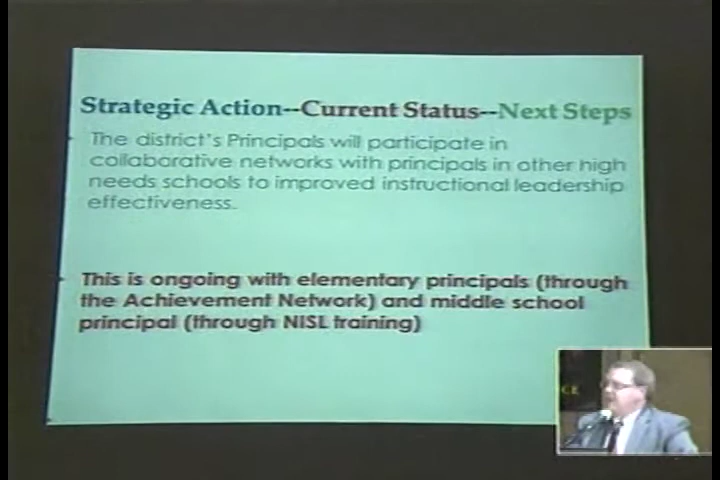 Strategic Action--Current Status--Next Steps
The district's Principals will participate in
collaborative networks with principals in other high
needs schools to improved instructional leadership
effectiveness.
This is ongoing with elementary principals (through
the Achievement Network) and middle school
principal (through NISL training)